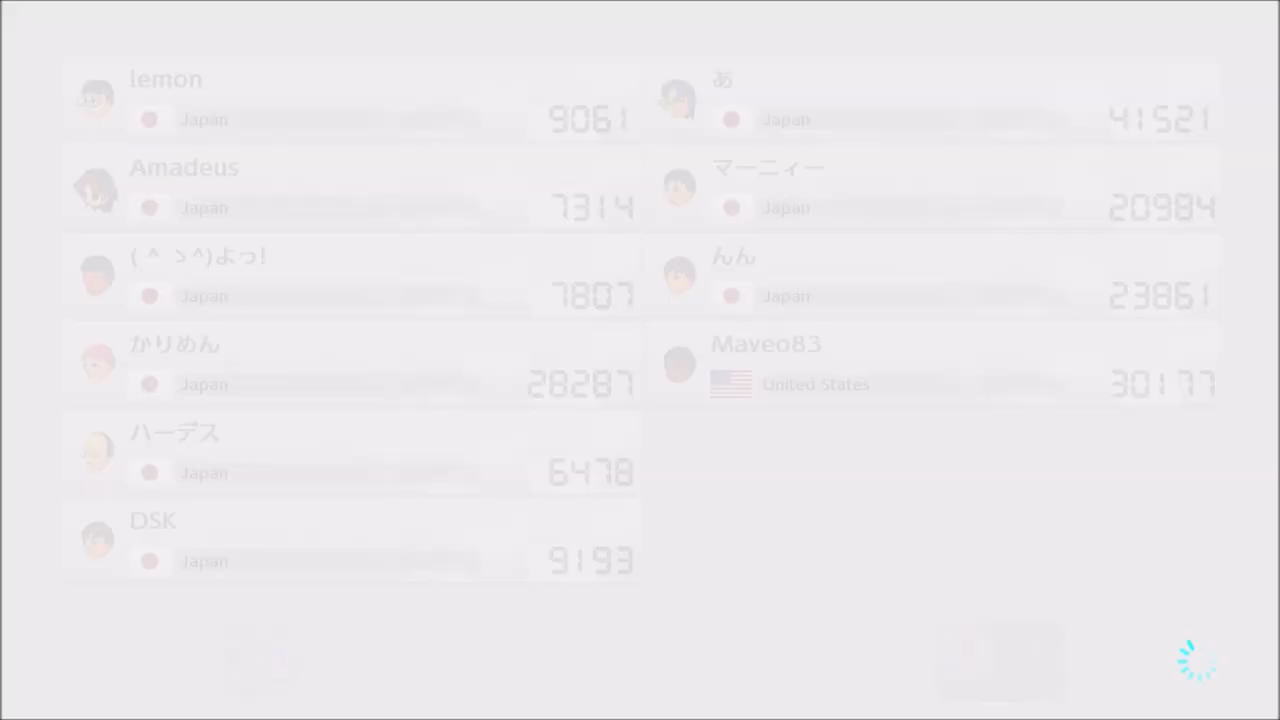 lemon
Japan 9061
Amadeus
Japan 7314
( ^ ゝ^)よっ!
Japan 7807
かりめん
Japan 28287
ハーデス
Japan 6478
DSK
Japan 9193
あ
Japan 41521
マーニィー
Japan 20984
んん
Japan 23861
Maveo83
United States 30177